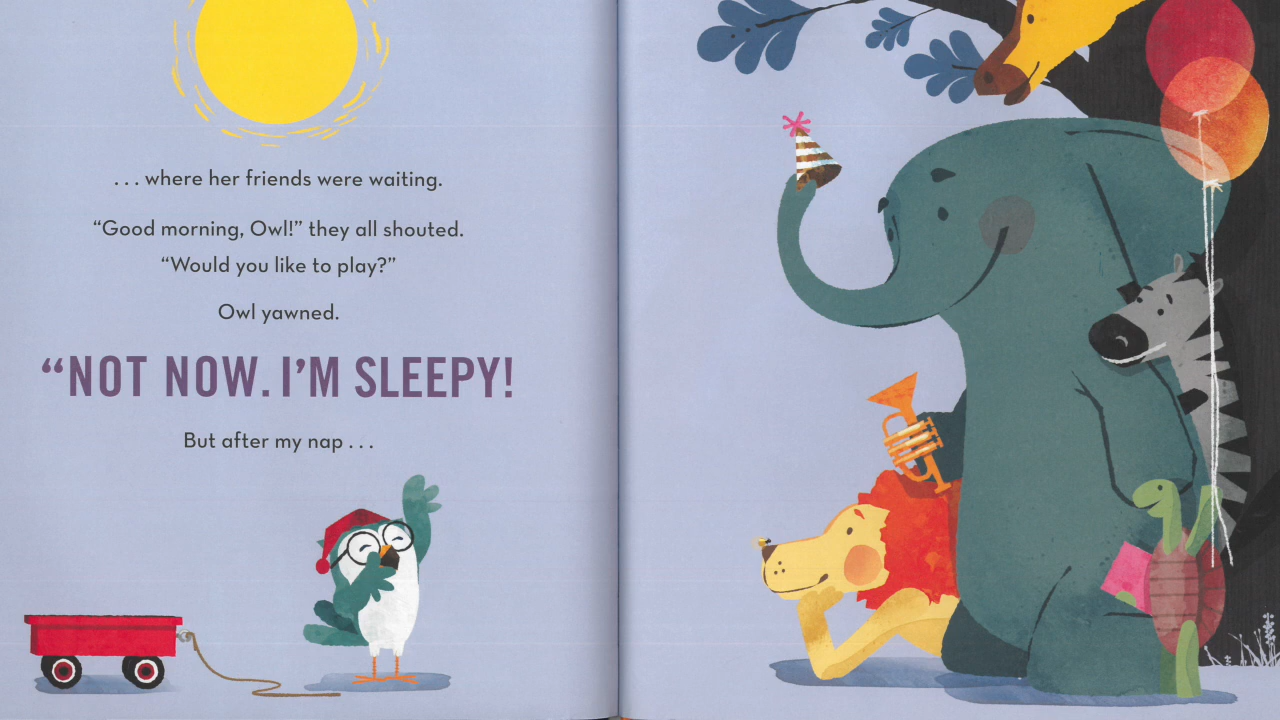 . . . where her friends were waiting.
“Good morning, Owl!” they all shouted.
“Would you like to play?”
Owl yawned.
“NOT NOW. I’M SLEEPY!
But after my nap . . .